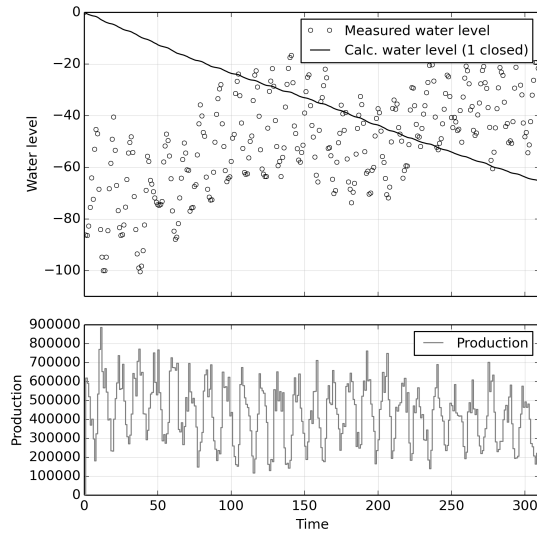 0
−20
−40
−60
−80
−100
Water level
Measured water level
Calc. water level (1 closed)
900000
800000
700000
600000
500000
400000
300000
200000
100000
0
Production
Production
0 50 100 150 200 250 300
Time